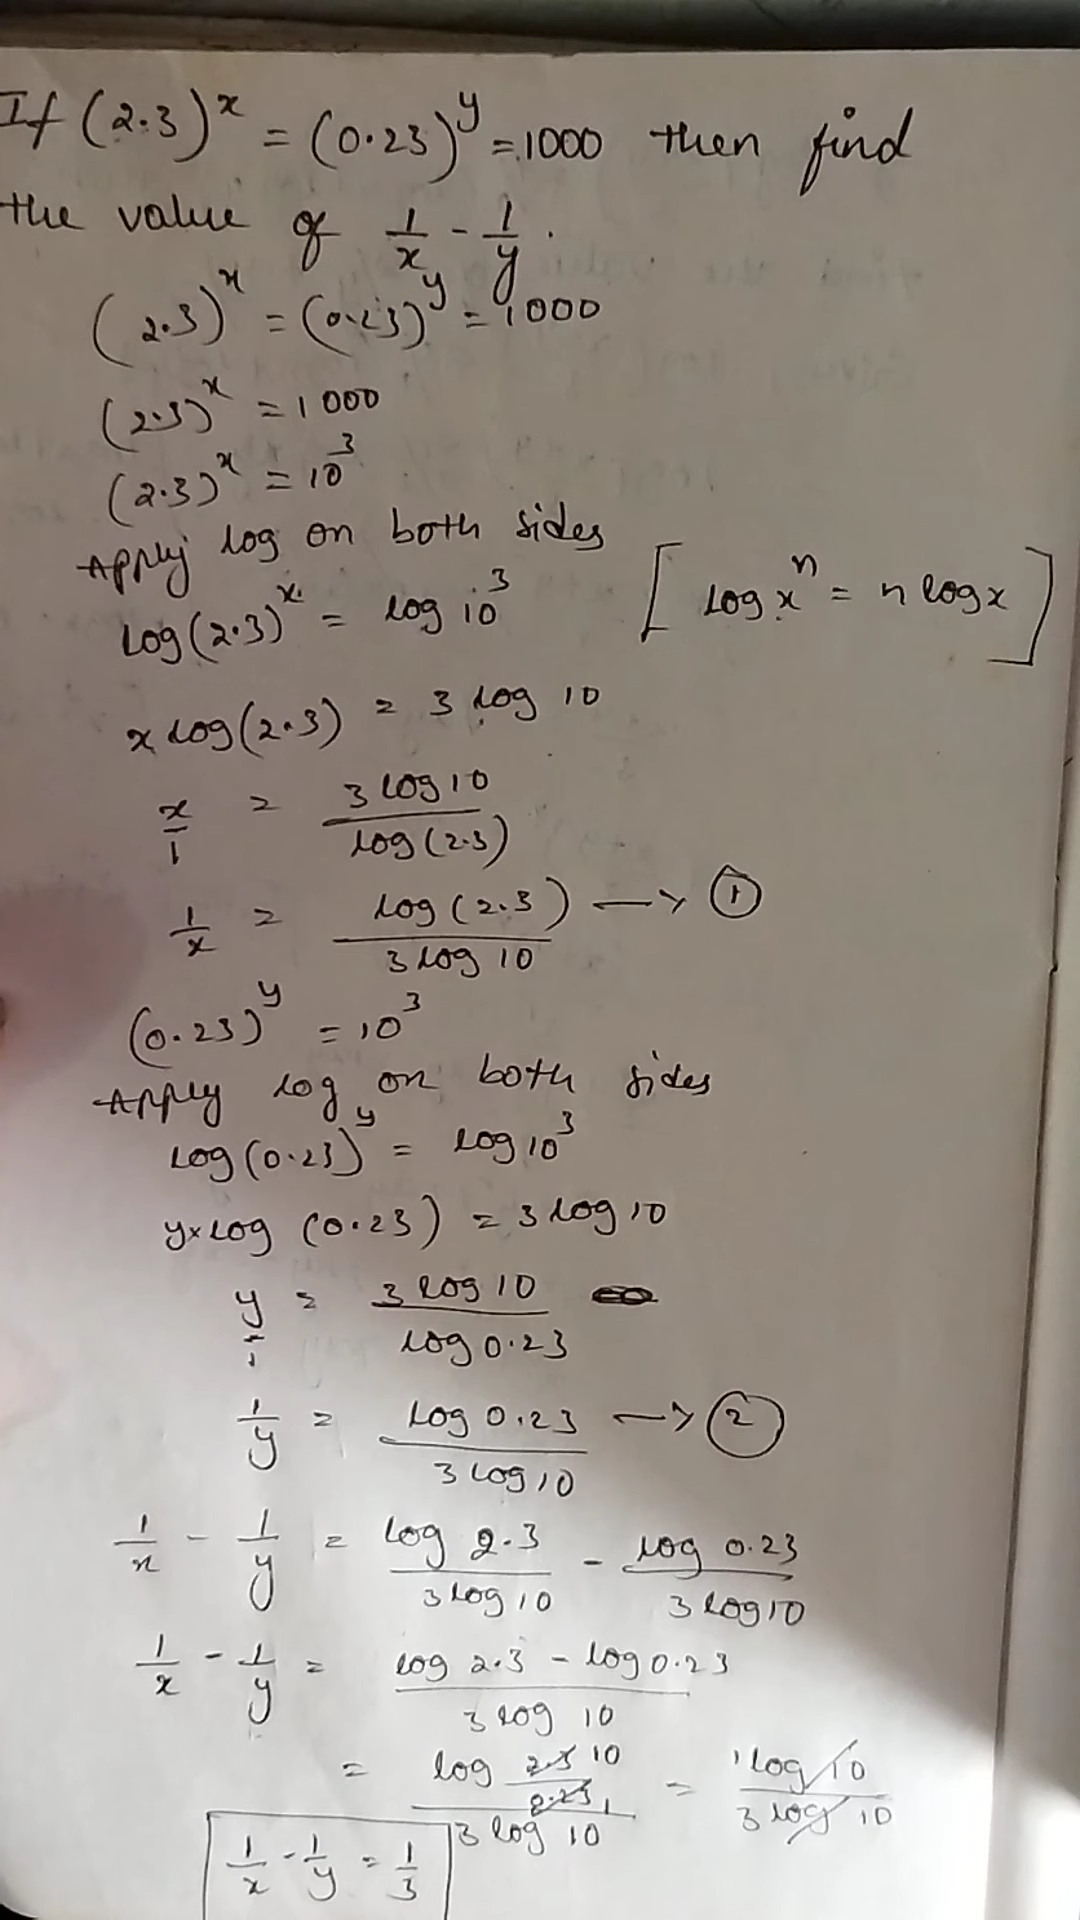 If (2.3)^x = (0.23)^y = 1000 then find
the value of 1/x - 1/y.
(2.3)^x = (0.23)^y = 1000
(2.3)^x = 1000
(2.3)^x = 10^3
Apply log on both sides
log(2.3)^x = log 10^3 [log x^n = n log x]
x log(2.3) = 3 log 10
x/1 = 3 log 10 / log(2.3)
1/x = log(2.3) / 3 log 10 → ①
(0.23)^y = 10^3
Apply log on both sides
log(0.23)^y = log 10^3
y× log (0.23) = 3 log 10
y/1 = 3 log 10 / log 0.23
1/y = log 0.23 / 3 log 10 → ②
1/x - 1/y = log 2.3 / 3 log 10 - log 0.23 / 3 log 10
1/x - 1/y = log 2.3 - log 0.23 / 3 log 10
= log 2.3 10 / 0.23 1 / 3 log 10 = 1 log 10 / 3 log 10
1/x - 1/y = 1/3